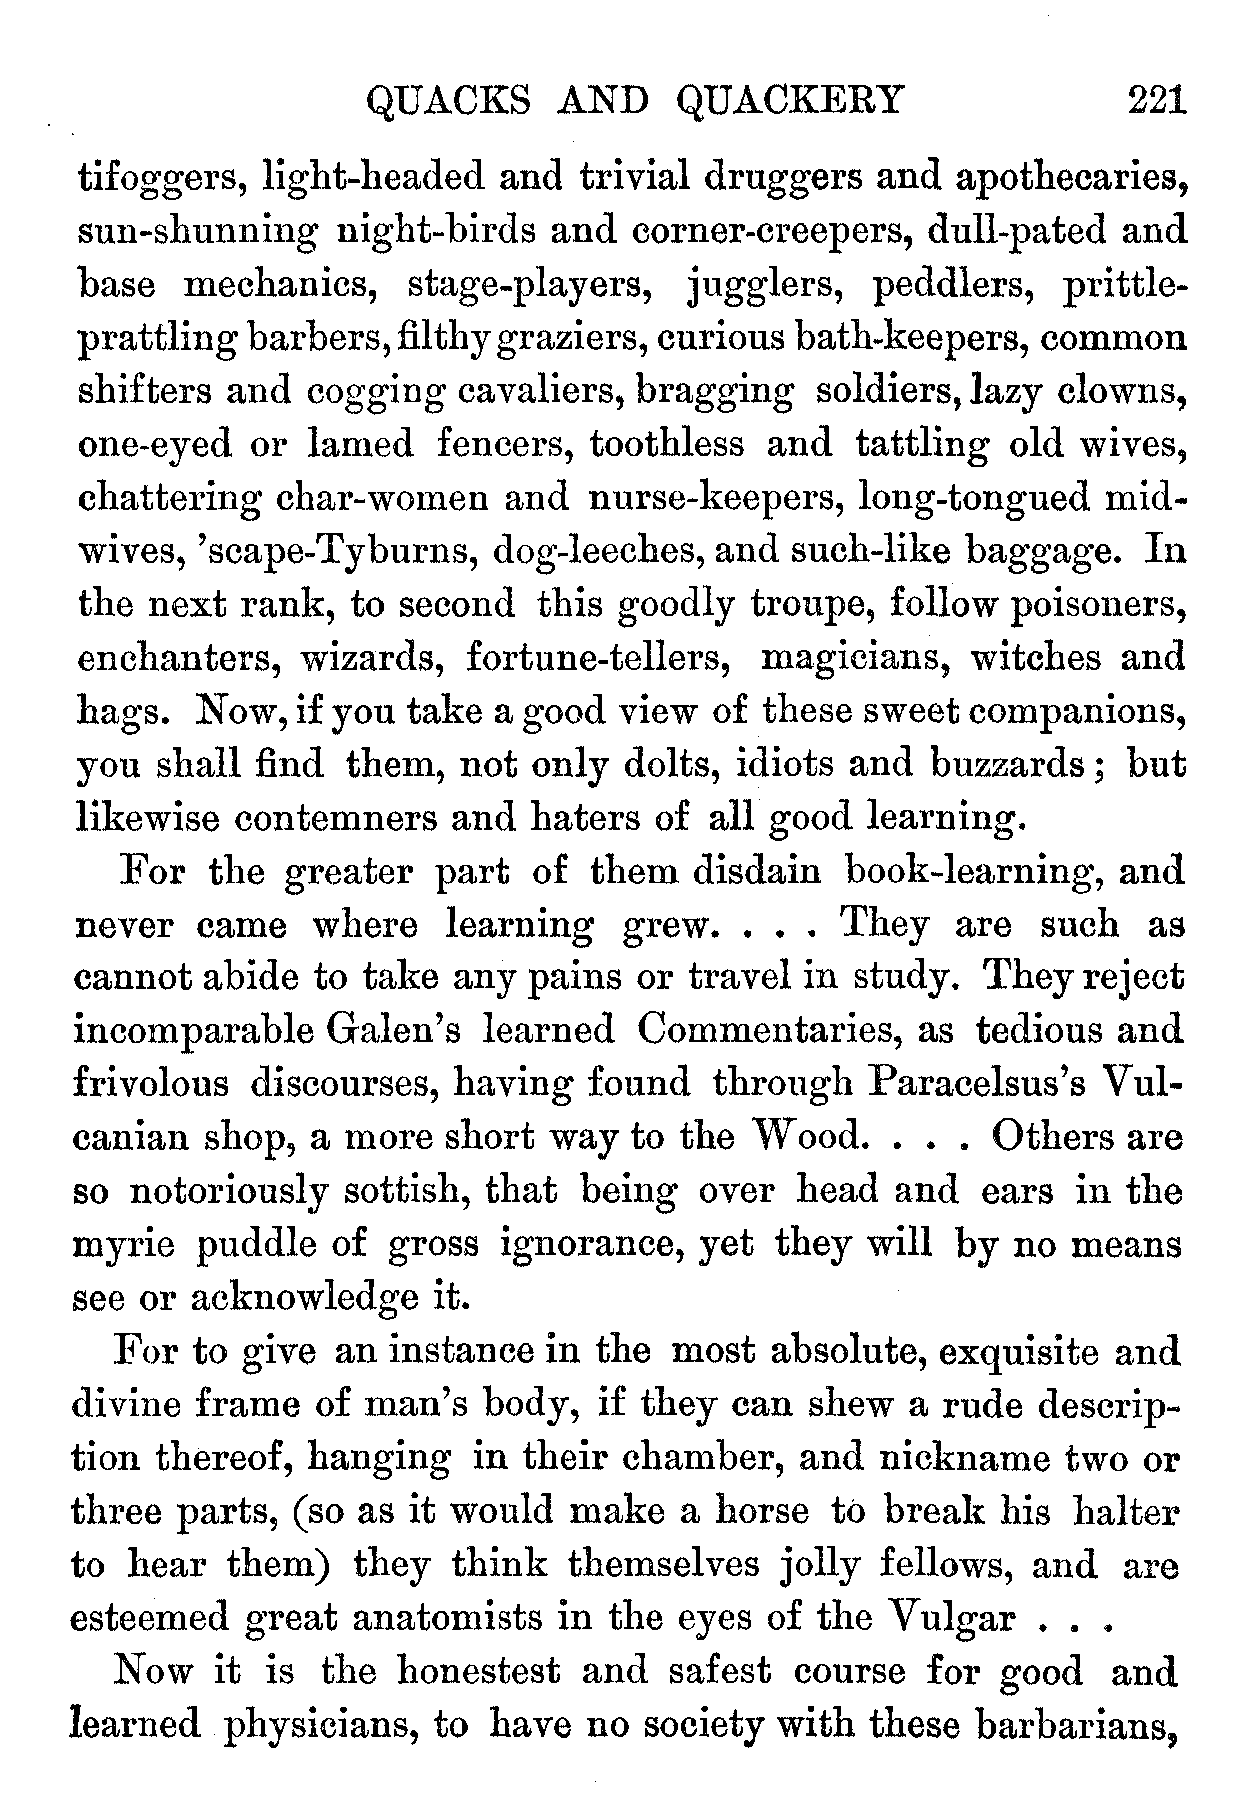 QUACKS AND QUACKERY 221
tifoggers, light-headed and trivial druggers and apothecaries,
sun-shunning night-birds and corner-creepers, dull-pated and
base mechanics, stage-players, jugglers, peddlers, prittle-
prattling barbers, filthy graziers, curious bath-keepers, common
shifters and cogging cavaliers, bragging soldiers, lazy clowns,
one-eyed or lamed fencers, toothless and tattling old wives,
chattering char-women and nurse-keepers, long-tongued mid-
wives, ’scape-Tyburns, dog-leeches, and such-like baggage. In
the next rank, to second this goodly troupe, follow poisoners,
enchanters, wizards, fortune-tellers, magicians, witches and
hags. Now, if you take a good view of these sweet companions,
you shall find them, not only dolts, idiots and buzzards; but
likewise contemners and haters of all good learning.
For the greater part of them disdain book-learning, and
never came where learning grew. . . . They are such as
cannot abide to take any pains or travel in study. They reject
incomparable Galen’s learned Commentaries, as tedious and
frivolous discourses, having found through Paracelsus’s Vul-
canian shop, a more short way to the Wood. . . . Others are
so notoriously sottish, that being over head and ears in the
myrie puddle of gross ignorance, yet they will by no means
see or acknowledge it.
For to give an instance in the most absolute, exquisite and
divine frame of man’s body, if they can shew a rude descrip-
tion thereof, hanging in their chamber, and nickname two or
three parts, (so as it would make a horse to break his halter
to hear them) they think themselves jolly fellows, and are
esteemed great anatomists in the eyes of the Vulgar . . .
Now it is the honestest and safest course for good and
learned physicians, to have no society with these barbarians,